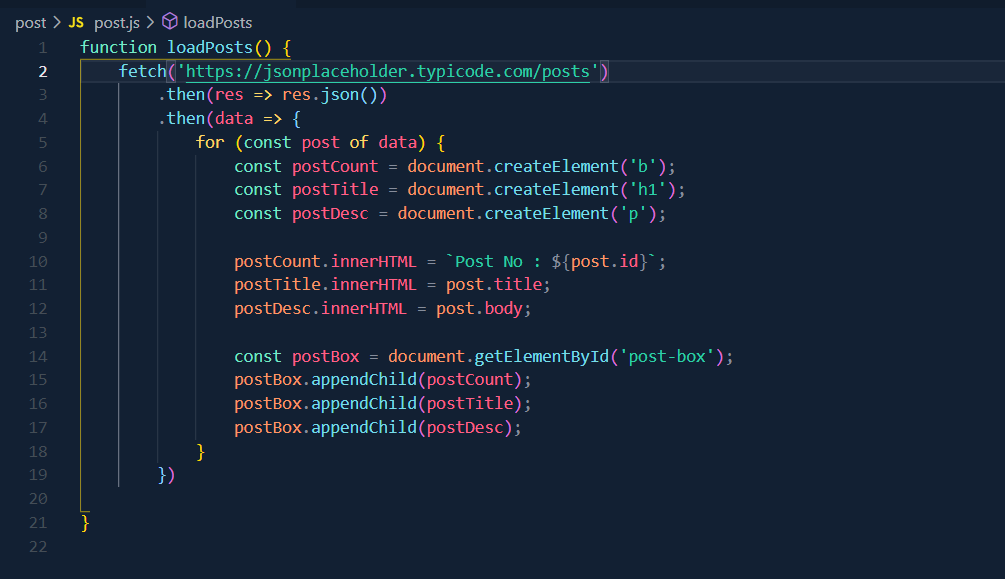 post > JS post.js > loadPosts
1 function loadPosts() {
2     fetch('https://jsonplaceholder.typicode.com/posts')
3         .then(res => res.json())
4         .then(data => {
5             for (const post of data) {
6                 const postCount = document.createElement('b');
7                 const postTitle = document.createElement('h1');
8                 const postDesc = document.createElement('p');
9
10                 postCount.innerHTML = `Post No : ${post.id}`;
11                 postTitle.innerHTML = post.title;
12                 postDesc.innerHTML = post.body;
13
14                 const postBox = document.getElementById('post-box');
15                 postBox.appendChild(postCount);
16                 postBox.appendChild(postTitle);
17                 postBox.appendChild(postDesc);
18             }
19         })
20
21 }
22